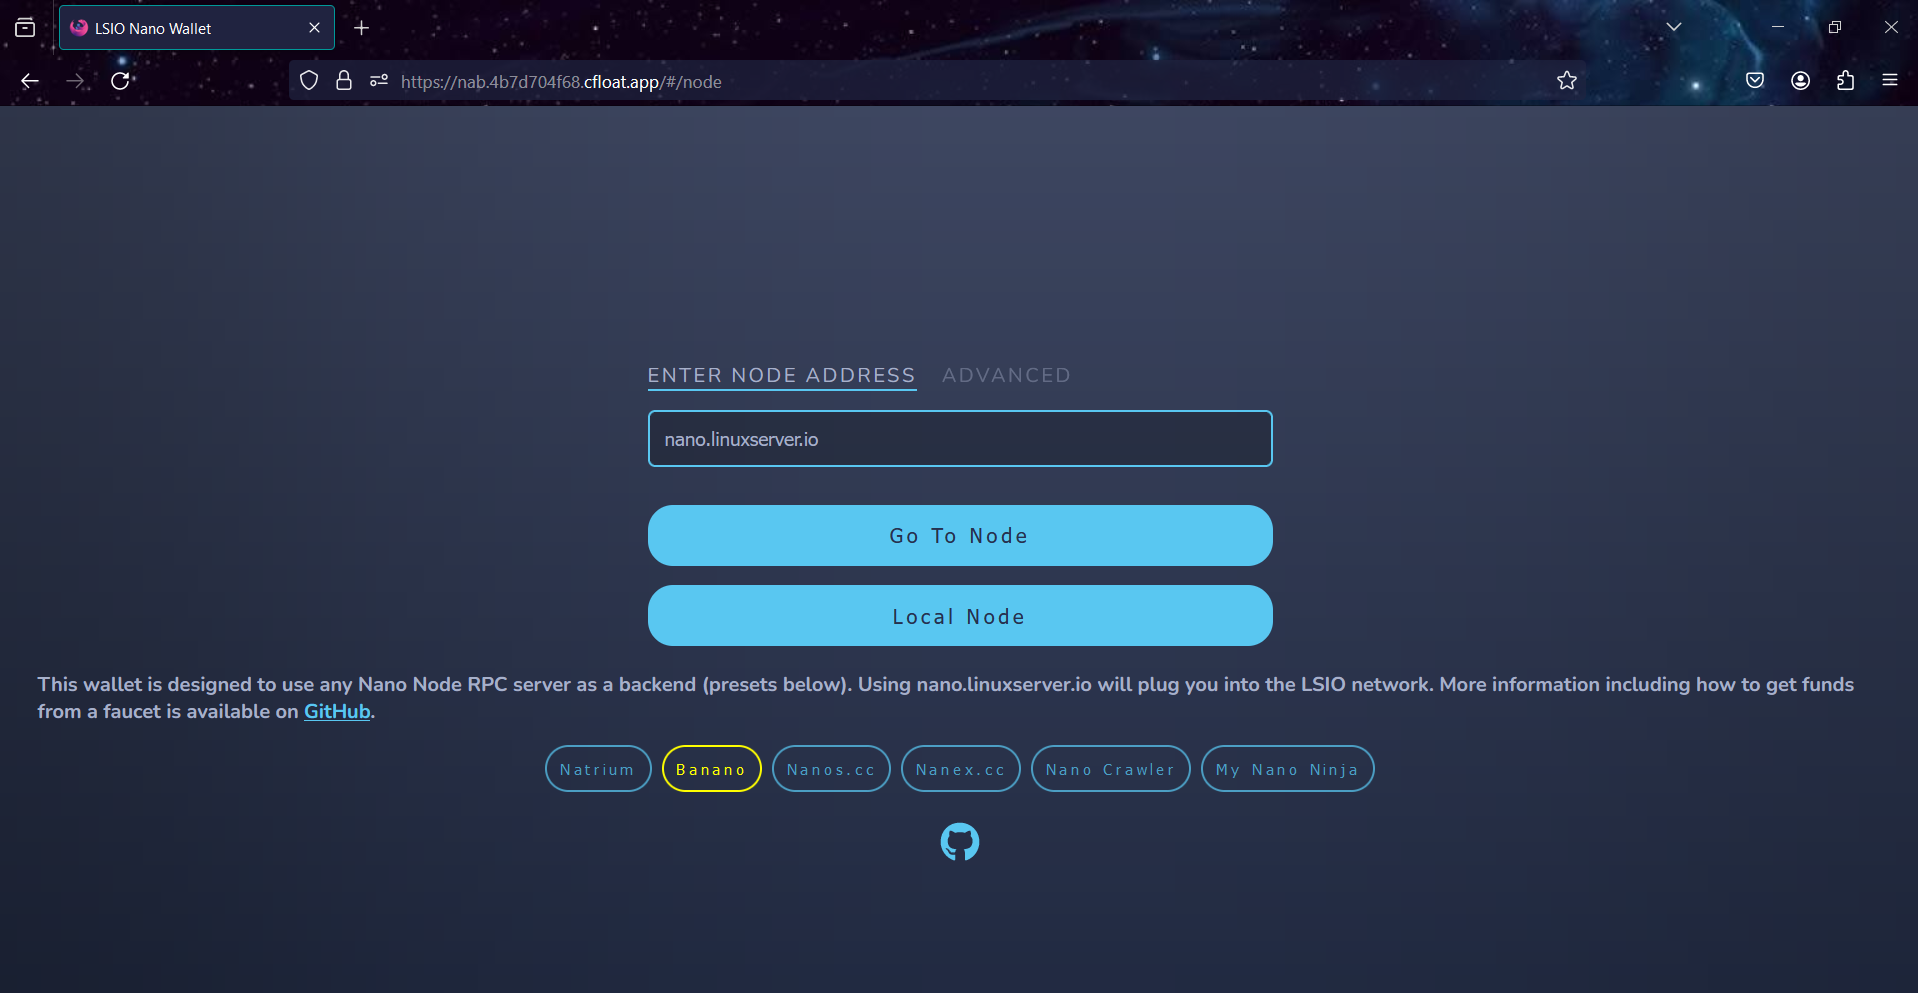 LSIO Nano Wallet
https://nab.4b7d704f68.cfloat.app/#/node
ENTER NODE ADDRESS ADVANCED
nano.linuxserver.io
Go To Node
Local Node
This wallet is designed to use any Nano Node RPC server as a backend (presets below). Using nano.linuxserver.io will plug you into the LSIO network. More information including how to get funds
from a faucet is available on GitHub.
Natrium Banano Nanos.cc Nanex.cc Nano Crawler My Nano Ninja